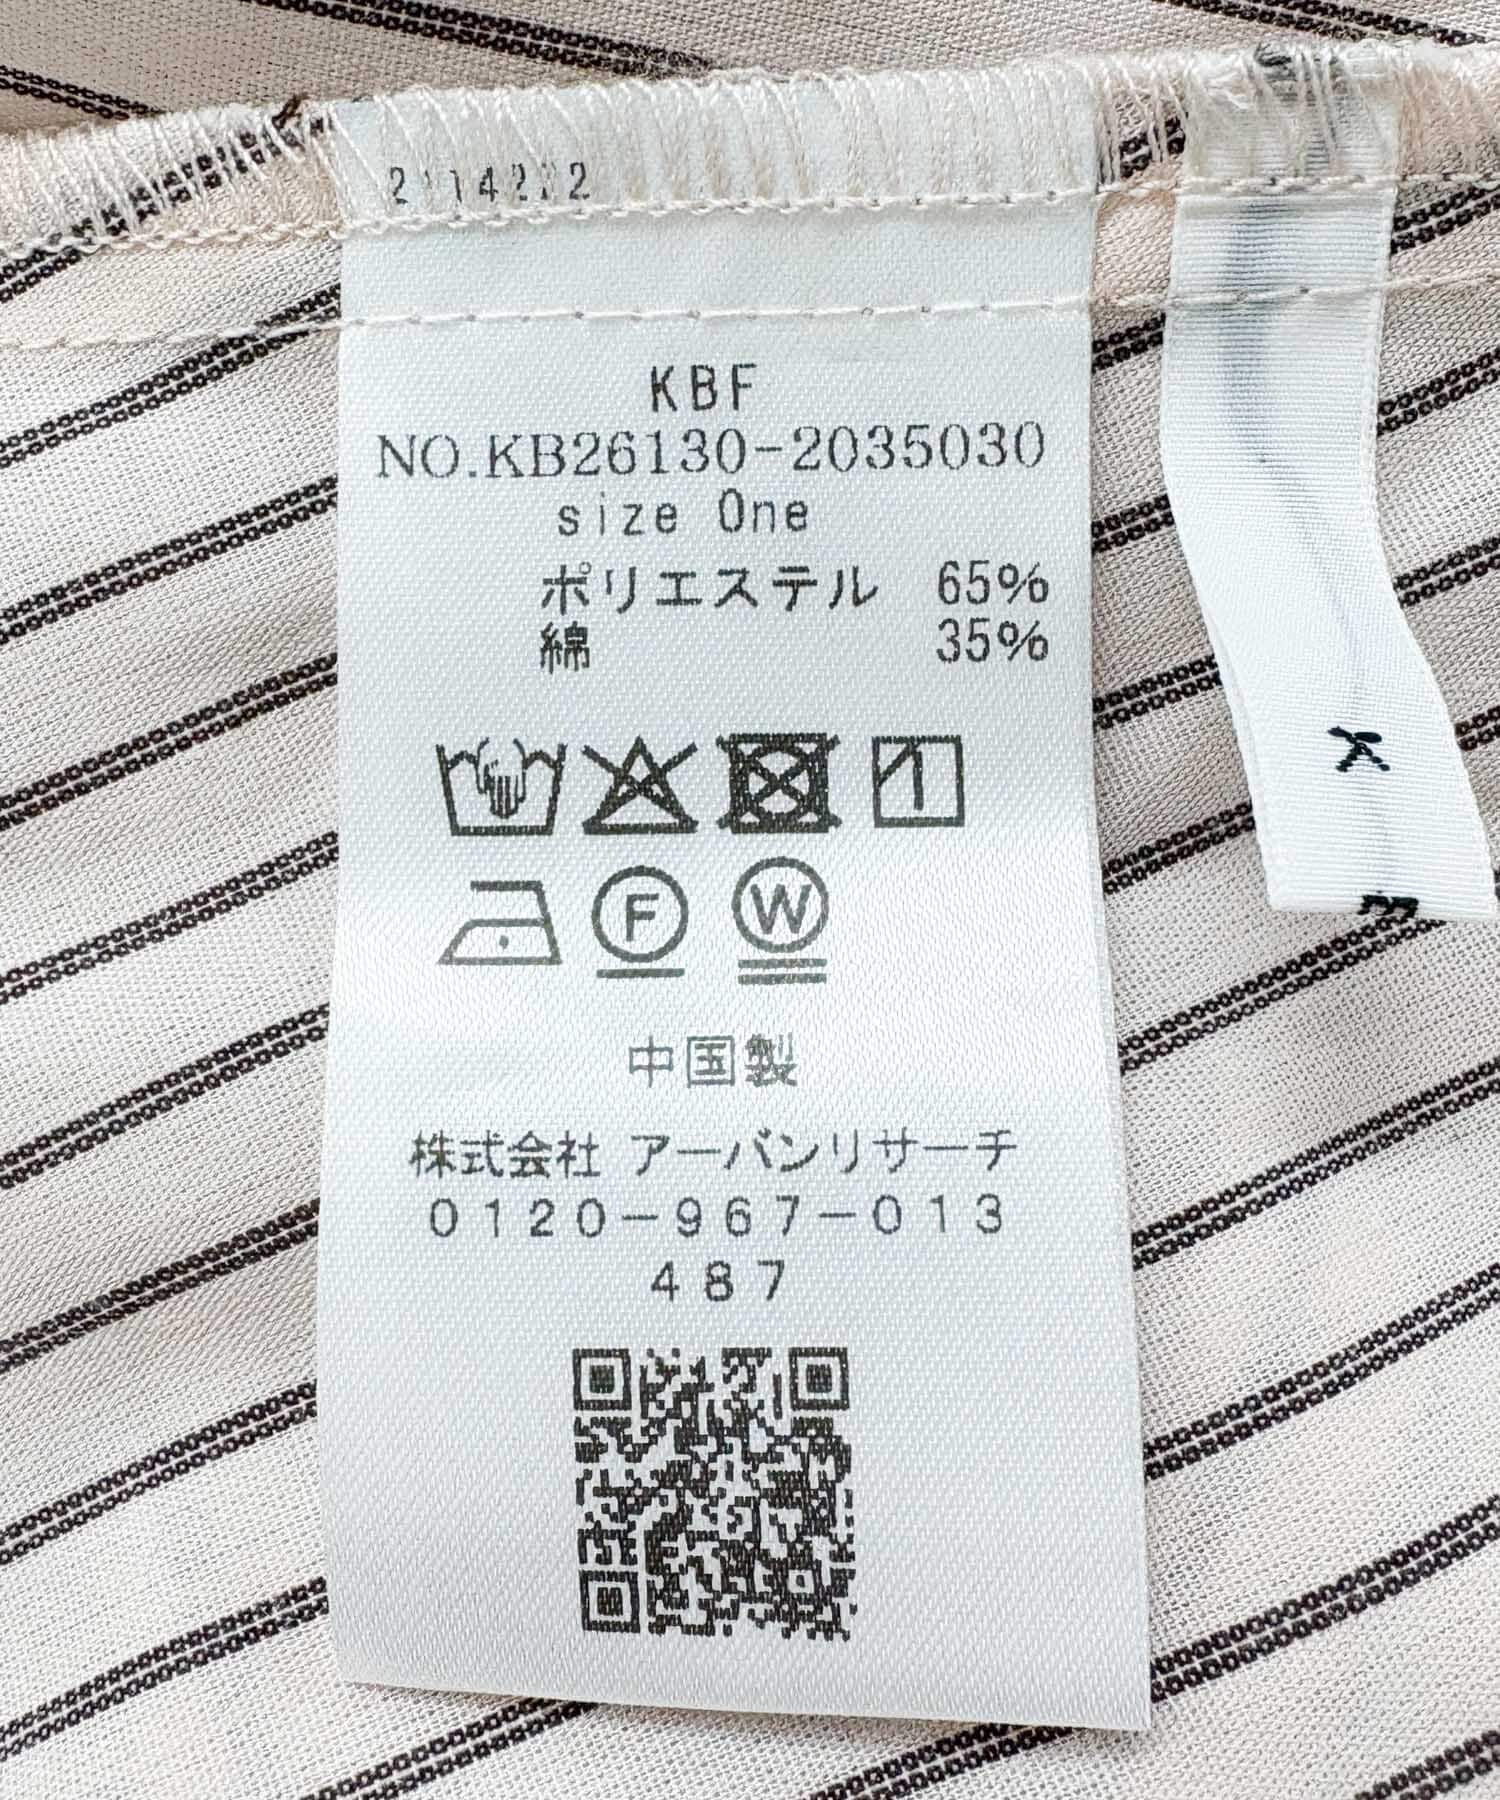 KBF
NO.KB26130-2035030
size One
ポリエステル 65%
綿 35%
F W
中国製
株式会社 アーバンリサーチ
0120-967-013
487
K